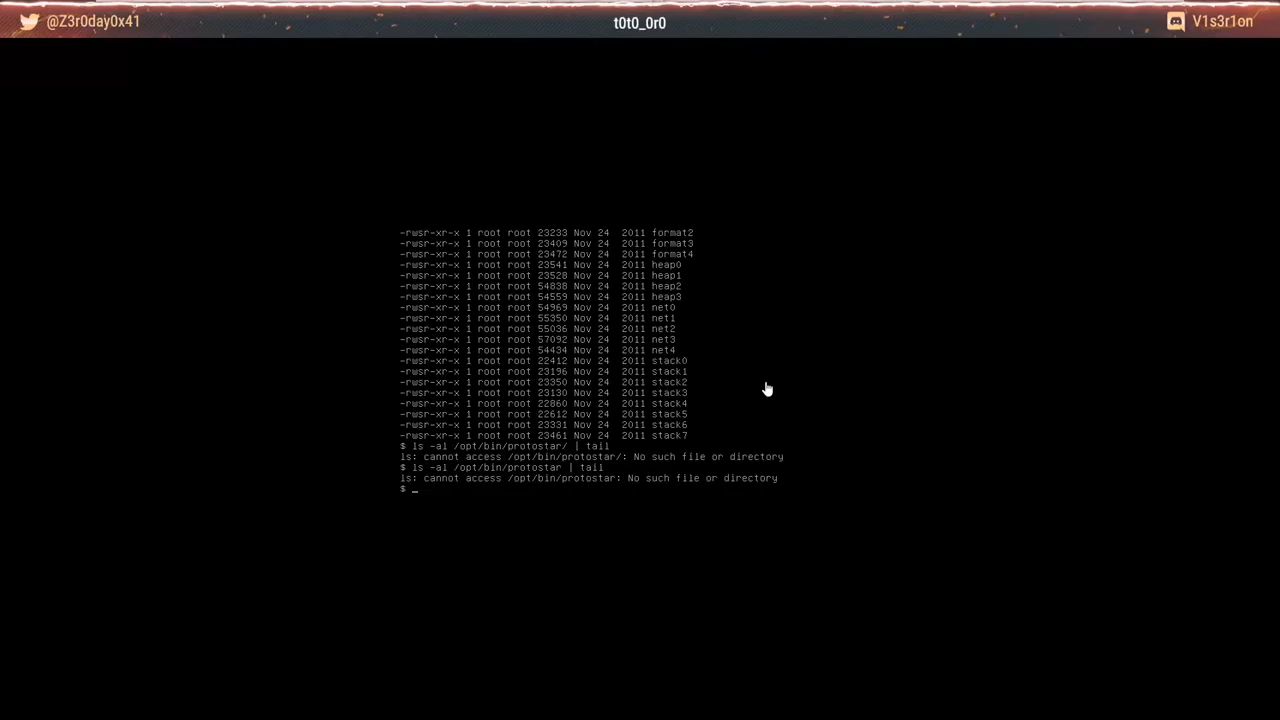 @Z3r0day0x41
t0t0_0r0
V1s3r1on
-rwsr-xr-x 1 root root 23233 Nov 24  2011 format2
-rwsr-xr-x 1 root root 23409 Nov 24  2011 format3
-rwsr-xr-x 1 root root 23472 Nov 24  2011 format4
-rwsr-xr-x 1 root root 23541 Nov 24  2011 heap0
-rwsr-xr-x 1 root root 23528 Nov 24  2011 heap1
-rwsr-xr-x 1 root root 54838 Nov 24  2011 heap2
-rwsr-xr-x 1 root root 54559 Nov 24  2011 heap3
-rwsr-xr-x 1 root root 54969 Nov 24  2011 net0
-rwsr-xr-x 1 root root 55350 Nov 24  2011 net1
-rwsr-xr-x 1 root root 55036 Nov 24  2011 net2
-rwsr-xr-x 1 root root 57092 Nov 24  2011 net3
-rwsr-xr-x 1 root root 54434 Nov 24  2011 net4
-rwsr-xr-x 1 root root 22412 Nov 24  2011 stack0
-rwsr-xr-x 1 root root 23196 Nov 24  2011 stack1
-rwsr-xr-x 1 root root 23350 Nov 24  2011 stack2
-rwsr-xr-x 1 root root 23130 Nov 24  2011 stack3
-rwsr-xr-x 1 root root 22860 Nov 24  2011 stack4
-rwsr-xr-x 1 root root 22612 Nov 24  2011 stack5
-rwsr-xr-x 1 root root 23331 Nov 24  2011 stack6
-rwsr-xr-x 1 root root 23461 Nov 24  2011 stack7
$ ls -al /opt/bin/protostar/ | tail
ls: cannot access /opt/bin/protostar/: No such file or directory
$ ls -al /opt/bin/protostar | tail
ls: cannot access /opt/bin/protostar: No such file or directory
$ _